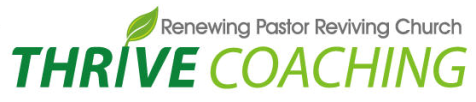 Renewing Pastor Reviving Church
THRIVE COACHING